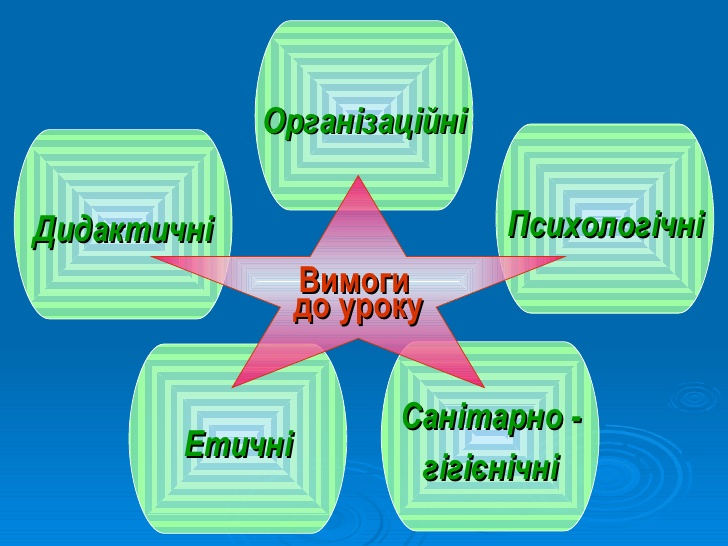 Організаційні
Дидактичні
Психологічні
Вимоги
до уроку
Етичні
Санітарно -
гігієнічні